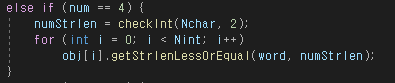 else if (num == 4) {
numStrlen = checkInt(Nchar, 2);
for (int i = 0; i < Nint; i++)
obj[i].getStrlenLessOrEqual(word, numStrlen);
}